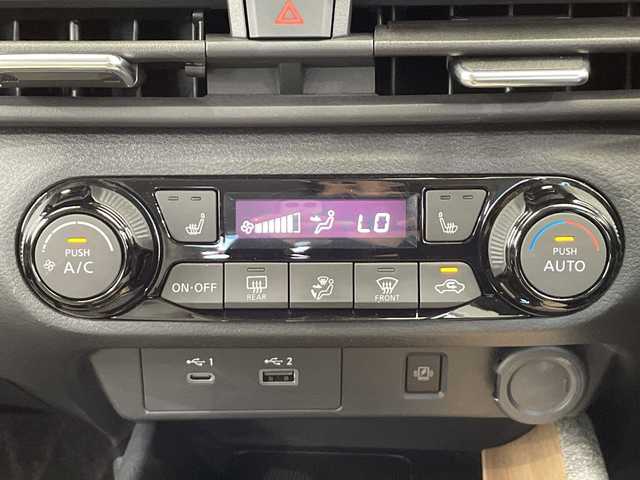 LO
PUSH
A/C
PUSH
AUTO
ON·OFF
REAR
FRONT
1
2